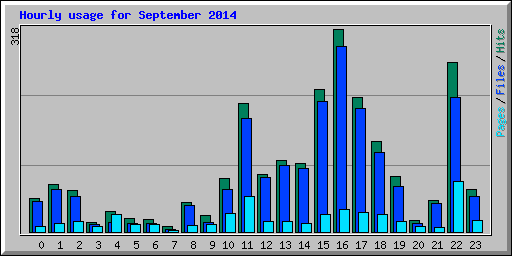 Hourly usage for September 2014
318
Pages/Files/Hits
0 1 2 3 4 5 6 7 8 9 10 11 12 13 14 15 16 17 18 19 20 21 22 23